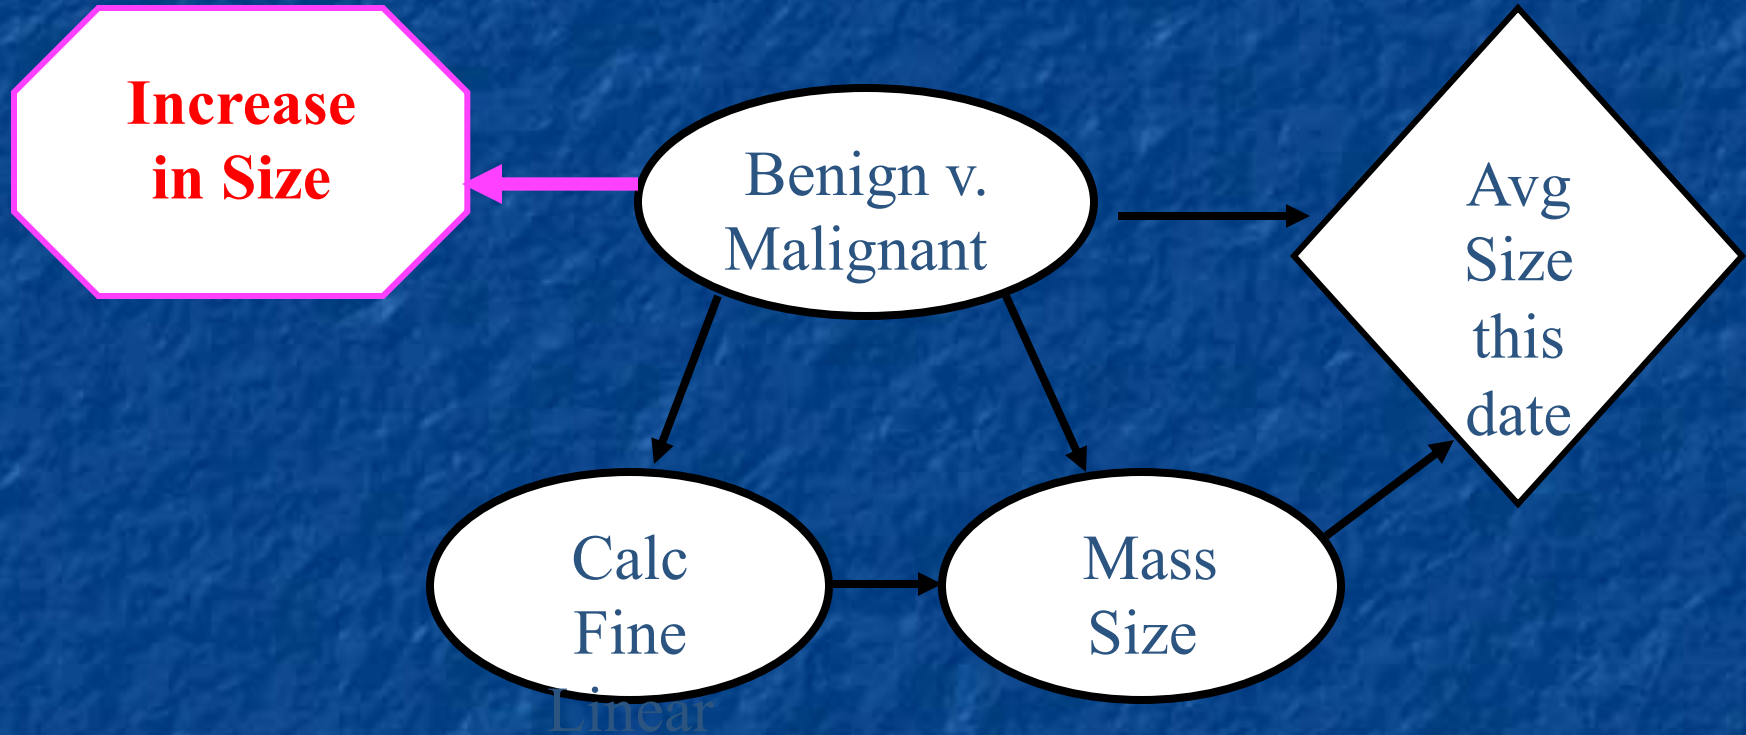 Increase
in Size
Benign v.
Malignant
Avg
Size
this
date
Calc
Fine
Linear
Mass
Size